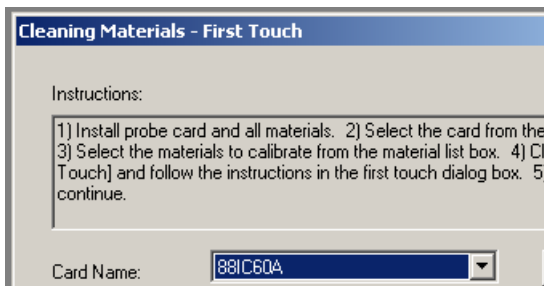 Cleaning Materials - First Touch
Instructions:
1) Install probe card and all materials.  2) Select the card from the
3) Select the materials to calibrate from the material list box.  4) Cl
Touch] and follow the instructions in the first touch dialog box.  5)
continue.
Card Name:
88IC60A